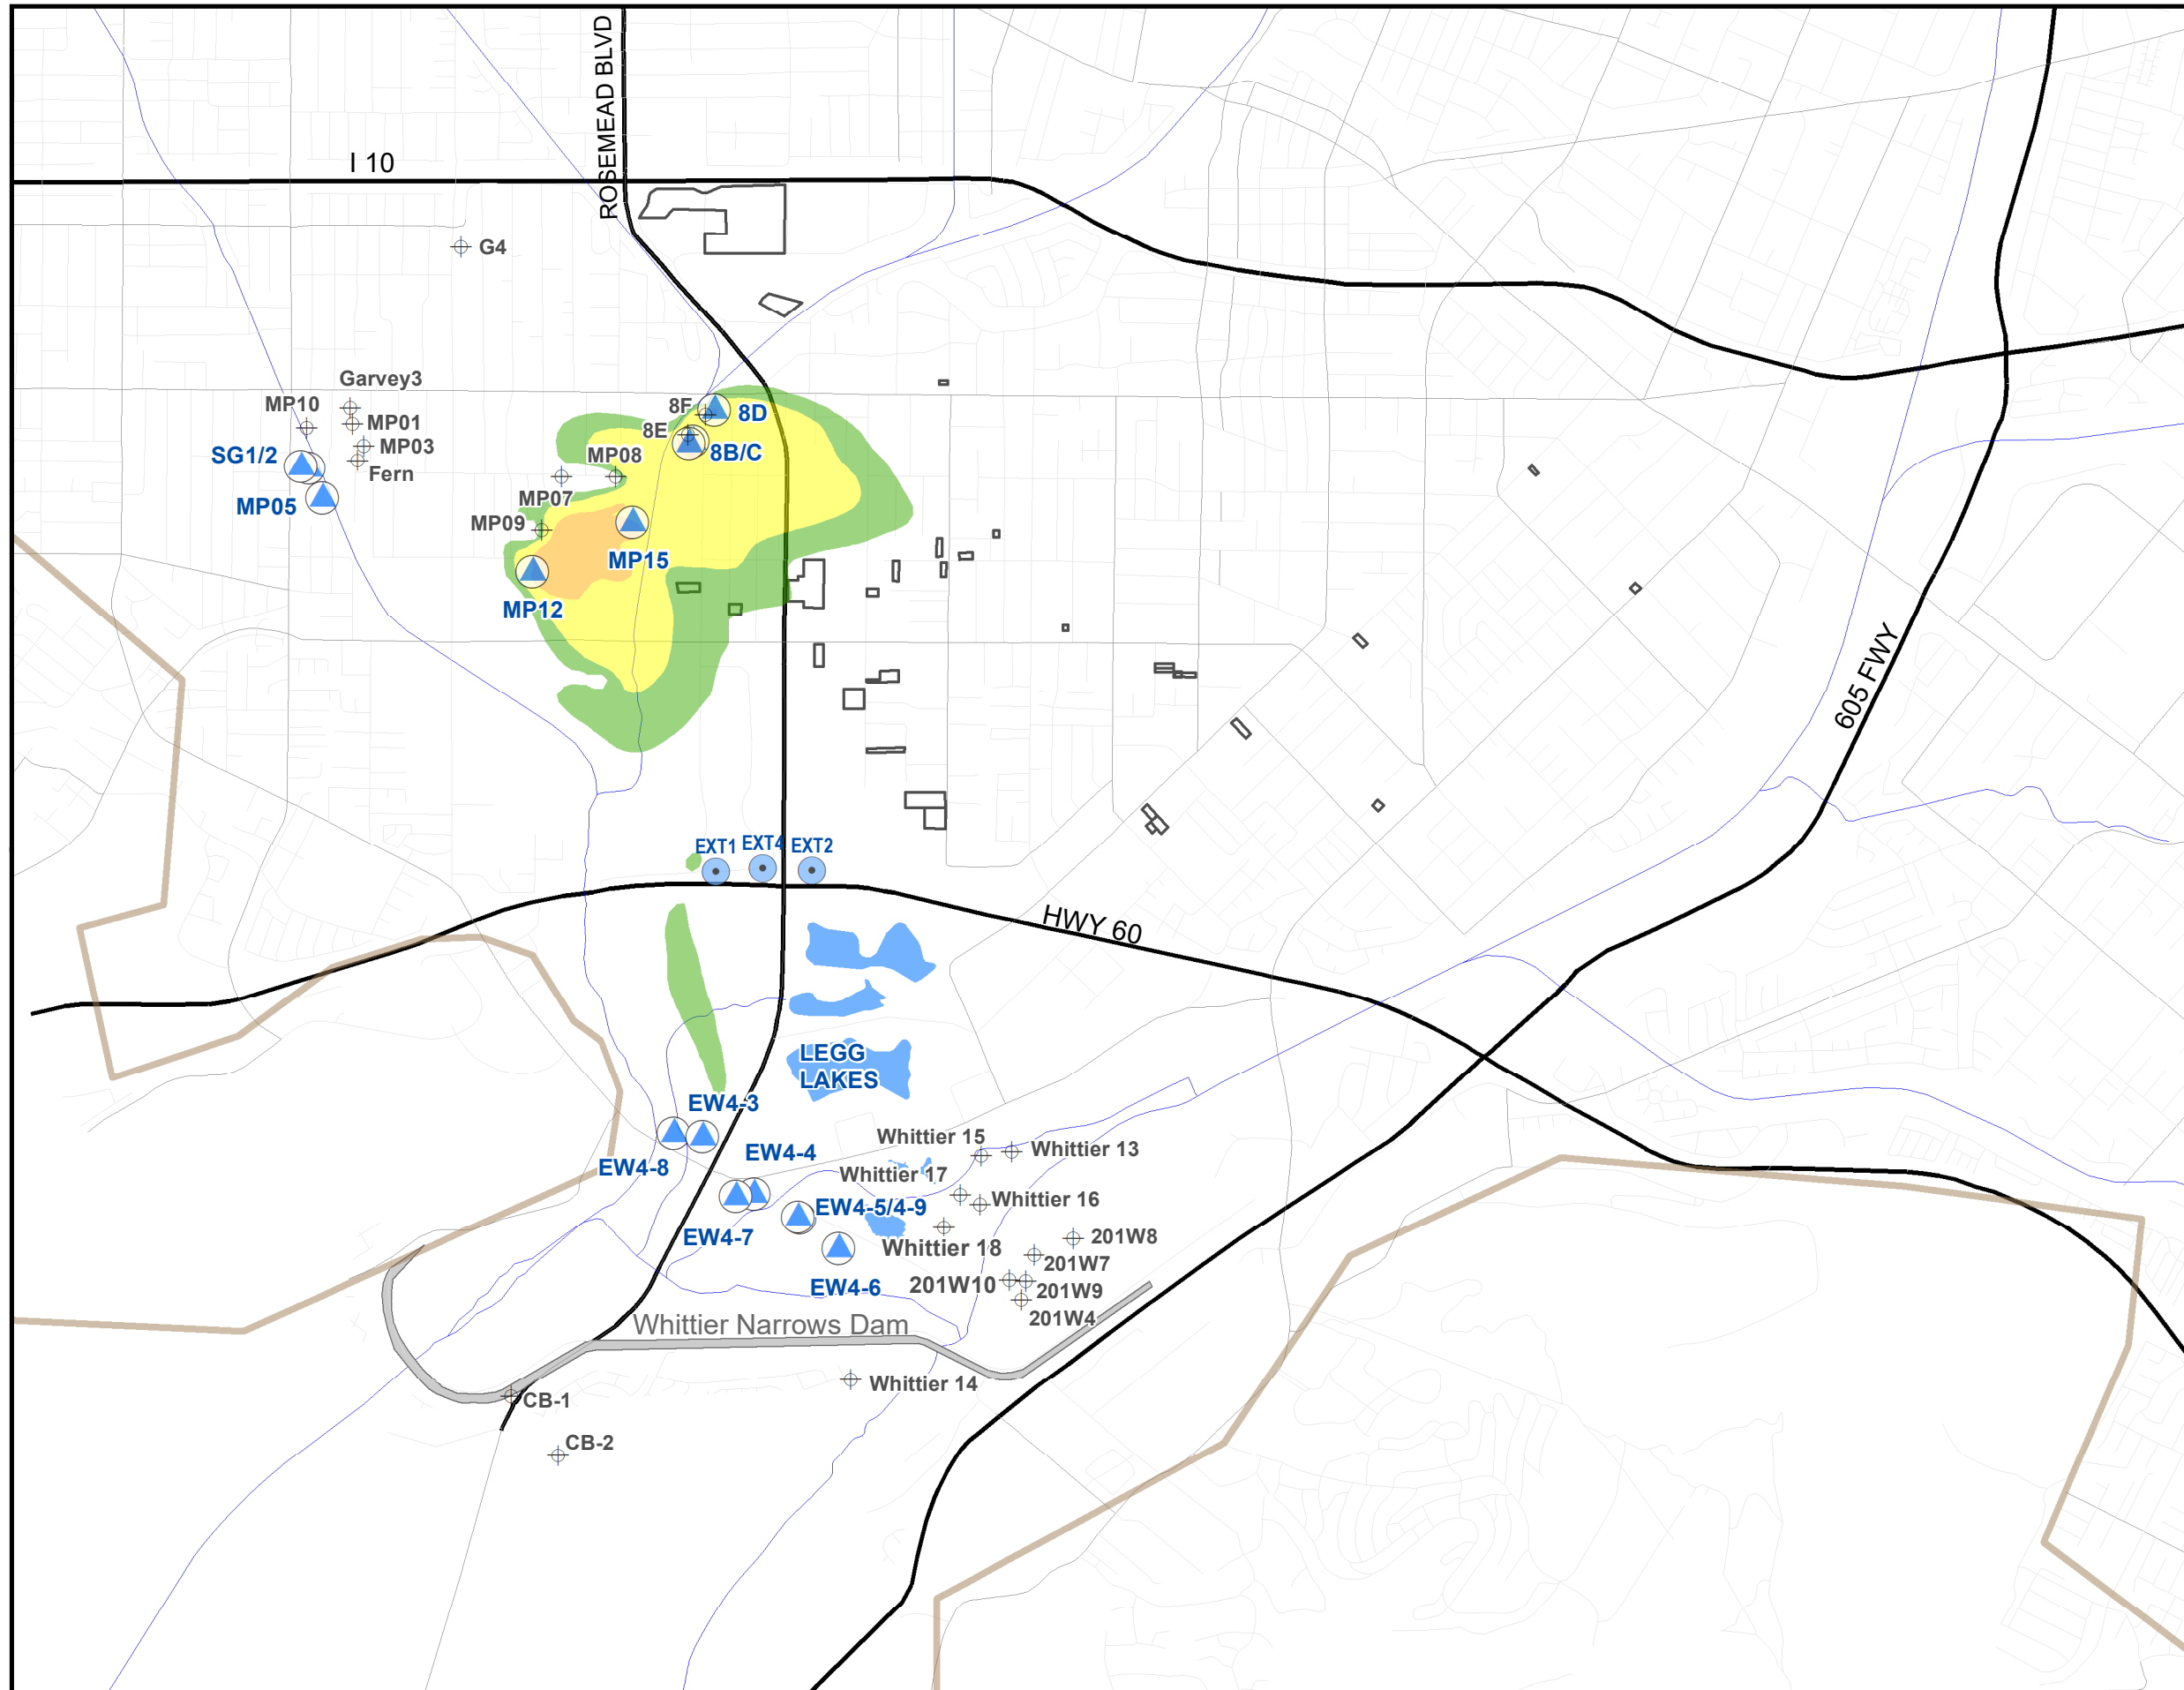 ROSEMEAD BLVD
I 10
G4
Garvey3
MP10
MP01
MP03
Fern
SG1/2
MP05
8F
8D
8E
8B/C
MP08
MP07
MP09
MP15
MP12
605 FWY
EXT1
EXT4
EXT2
HWY 60
LEGG
LAKES
EW4-3
EW4-4
EW4-8
Whittier 15
Whittier 13
Whittier 17
Whittier 16
EW4-5/4-9
EW4-7
Whittier 18
201W8
201W7
EW4-6
201W10
201W9
201W4
Whittier Narrows Dam
Whittier 14
CB-1
CB-2